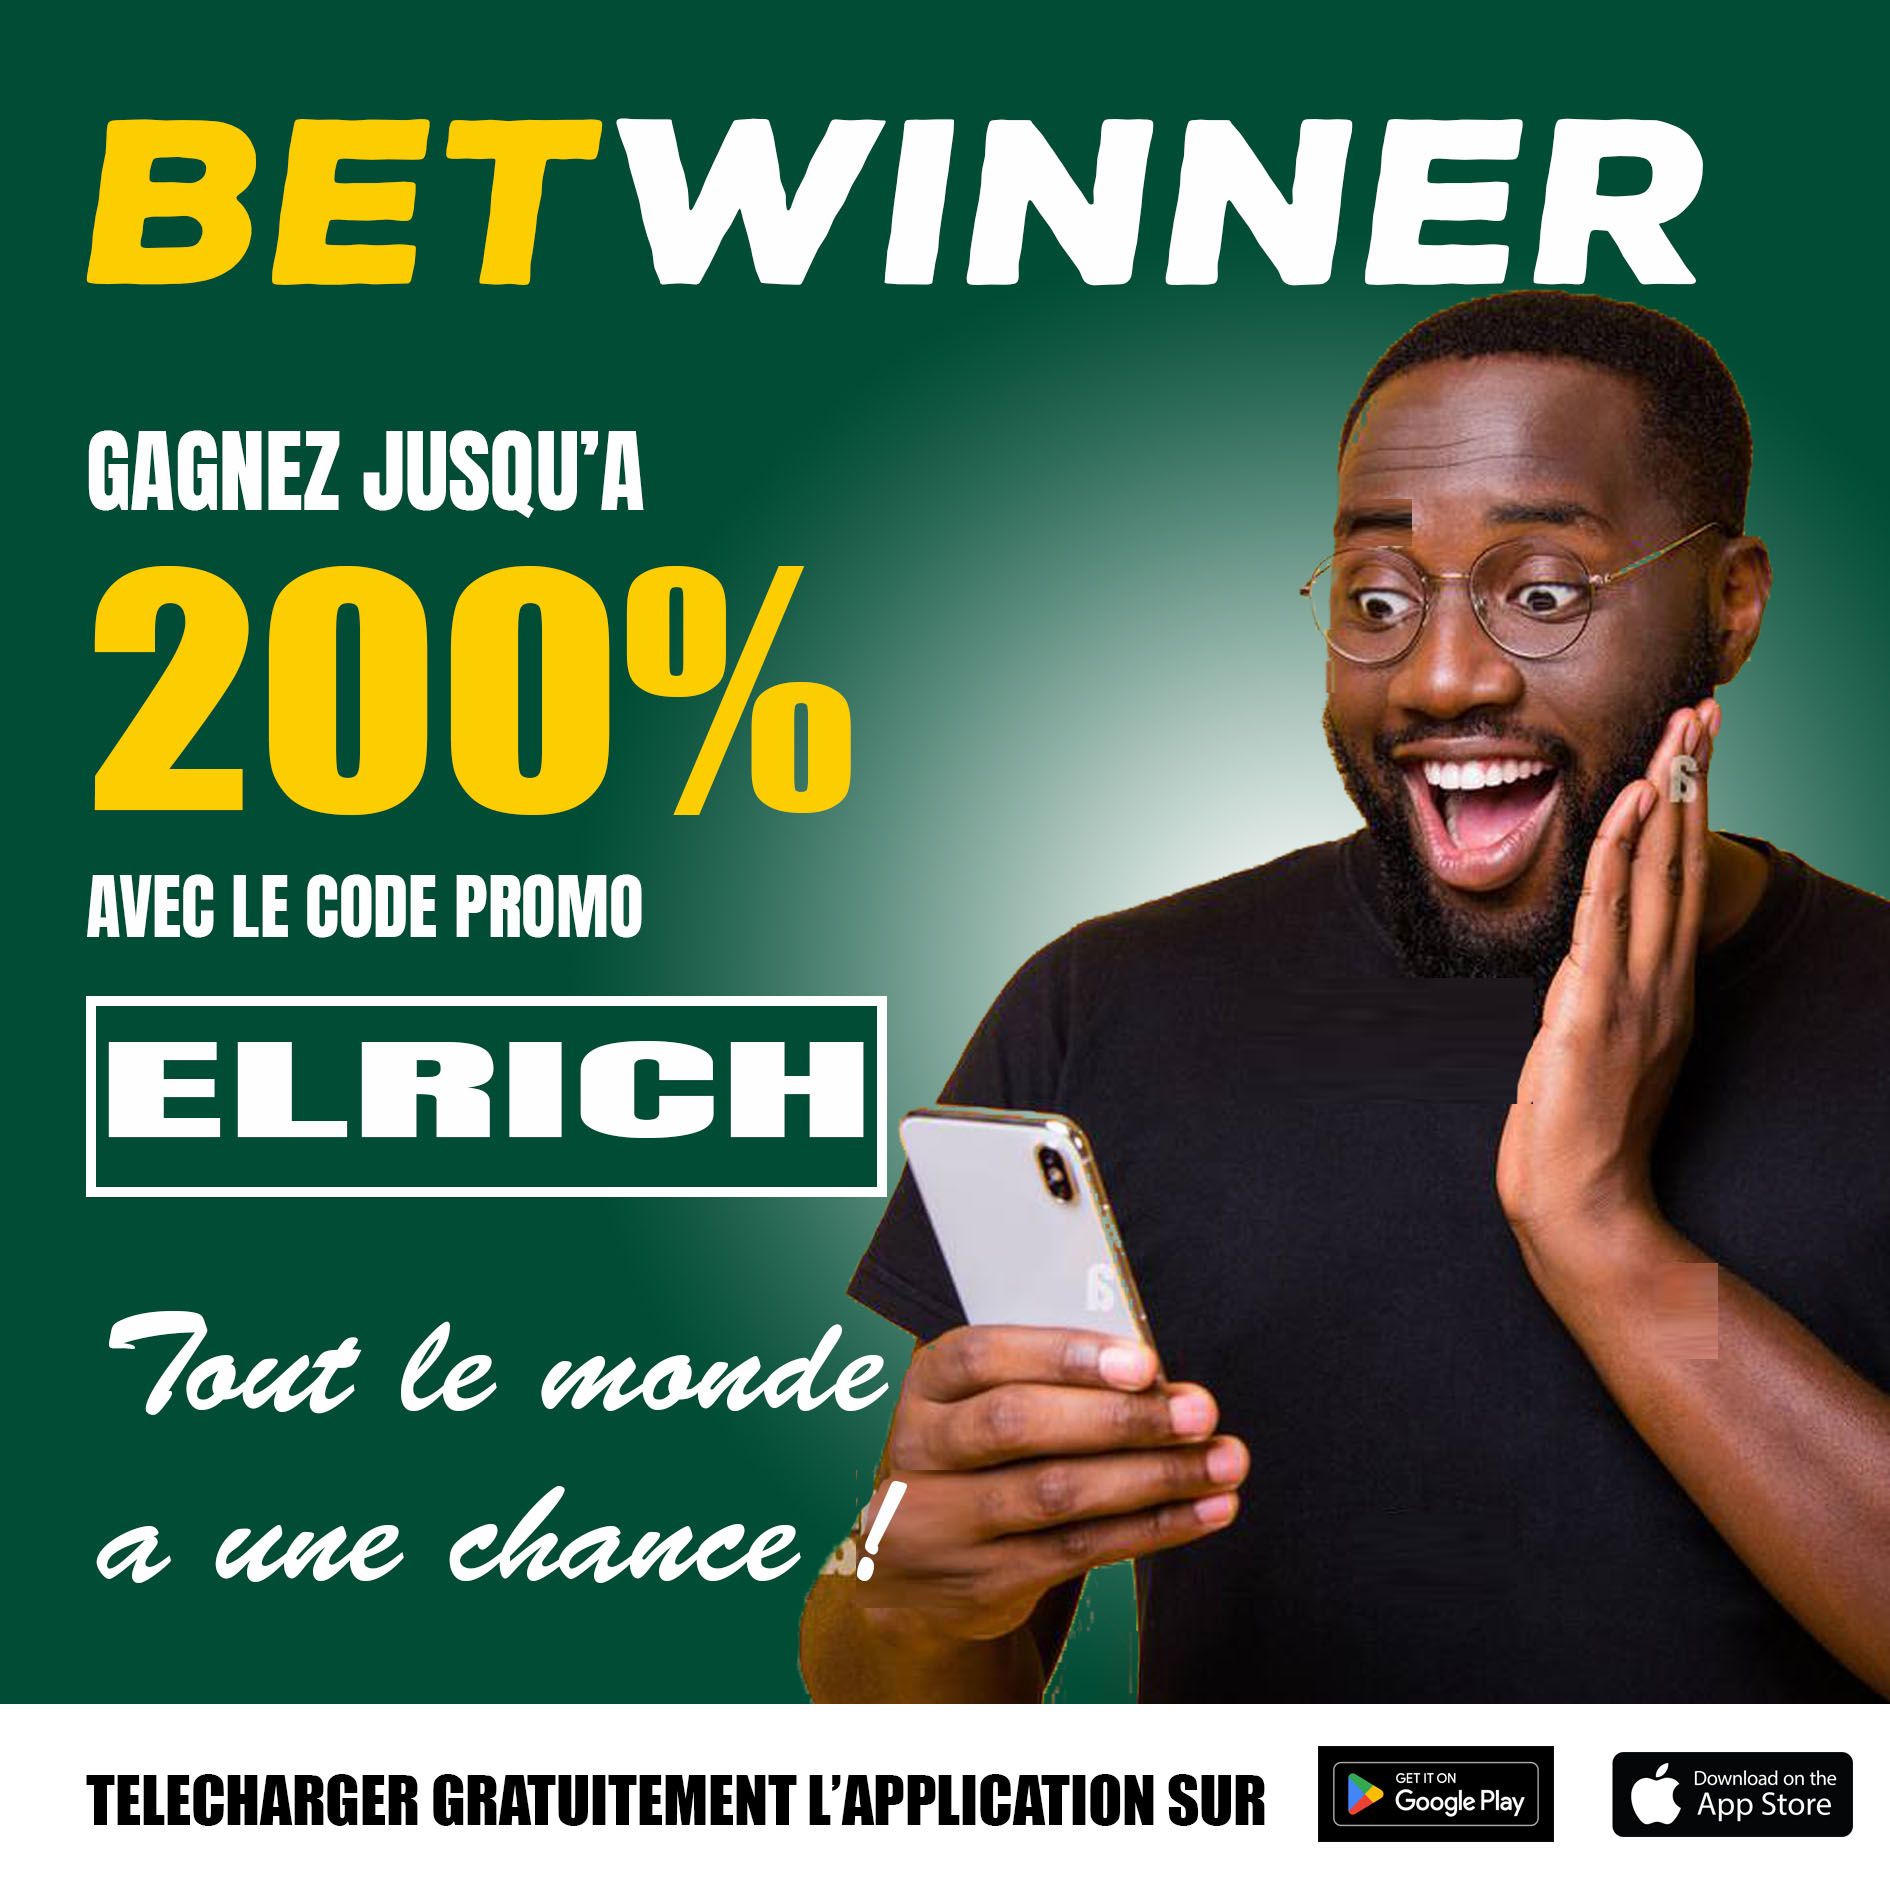 BETWINNER
GAGNEZ JUSQU'A
200%
AVEC LE CODE PROMO
ELRICH
Tout le monde
a une chance !
TELECHARGER GRATUITEMENT L'APPLICATION SUR
GET IT ON
Google Play
Download on the
App Store